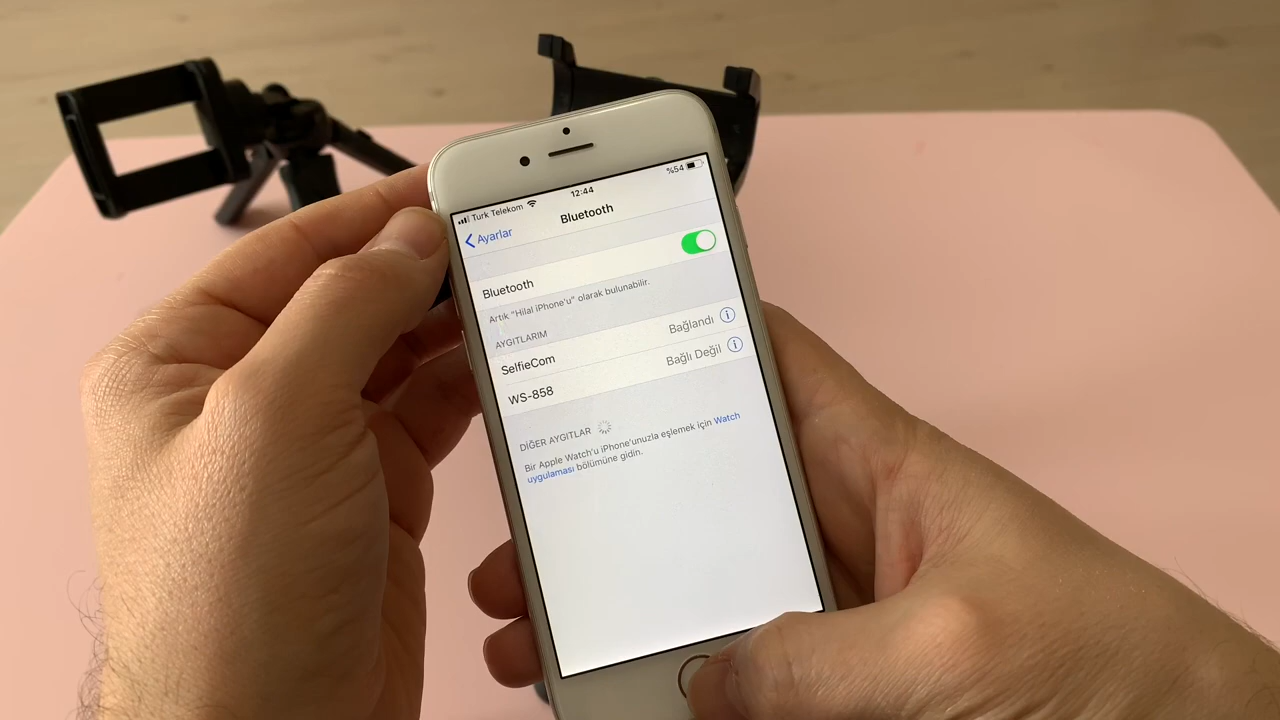 Turk Telekom 12:44 %54
Ayarlar Bluetooth
Bluetooth
Artık "Hilal iPhone'u" olarak bulunabilir.
AYGITLARIM
SelfieCom Bağlandı
WS-858 Bağlı Değil
DİĞER AYGITLAR
Bir Apple Watch'u iPhone'unuzla eşlemek için Watch
uygulaması bölümüne gidin.